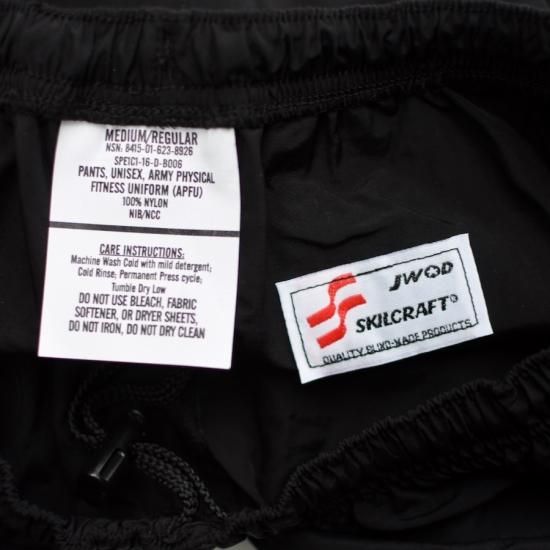 MEDIUM/REGULAR
NSN: 8415-01-623-8926
SPE1C1-16-D-B006
PANTS, UNISEX, ARMY PHYSICAL
FITNESS UNIFORM (APFU)
100% NYLON
NIB/NCC
CARE INSTRUCTIONS:
Machine Wash Cold with mild detergent;
Cold Rinse; Permanent Press cycle;
Tumble Dry Low
DO NOT USE BLEACH, FABRIC
SOFTENER, OR DRYER SHEETS,
DO NOT IRON, DO NOT DRY CLEAN
JWOD
SKILCRAFT®
QUALITY BLIND-MADE PRODUCTS